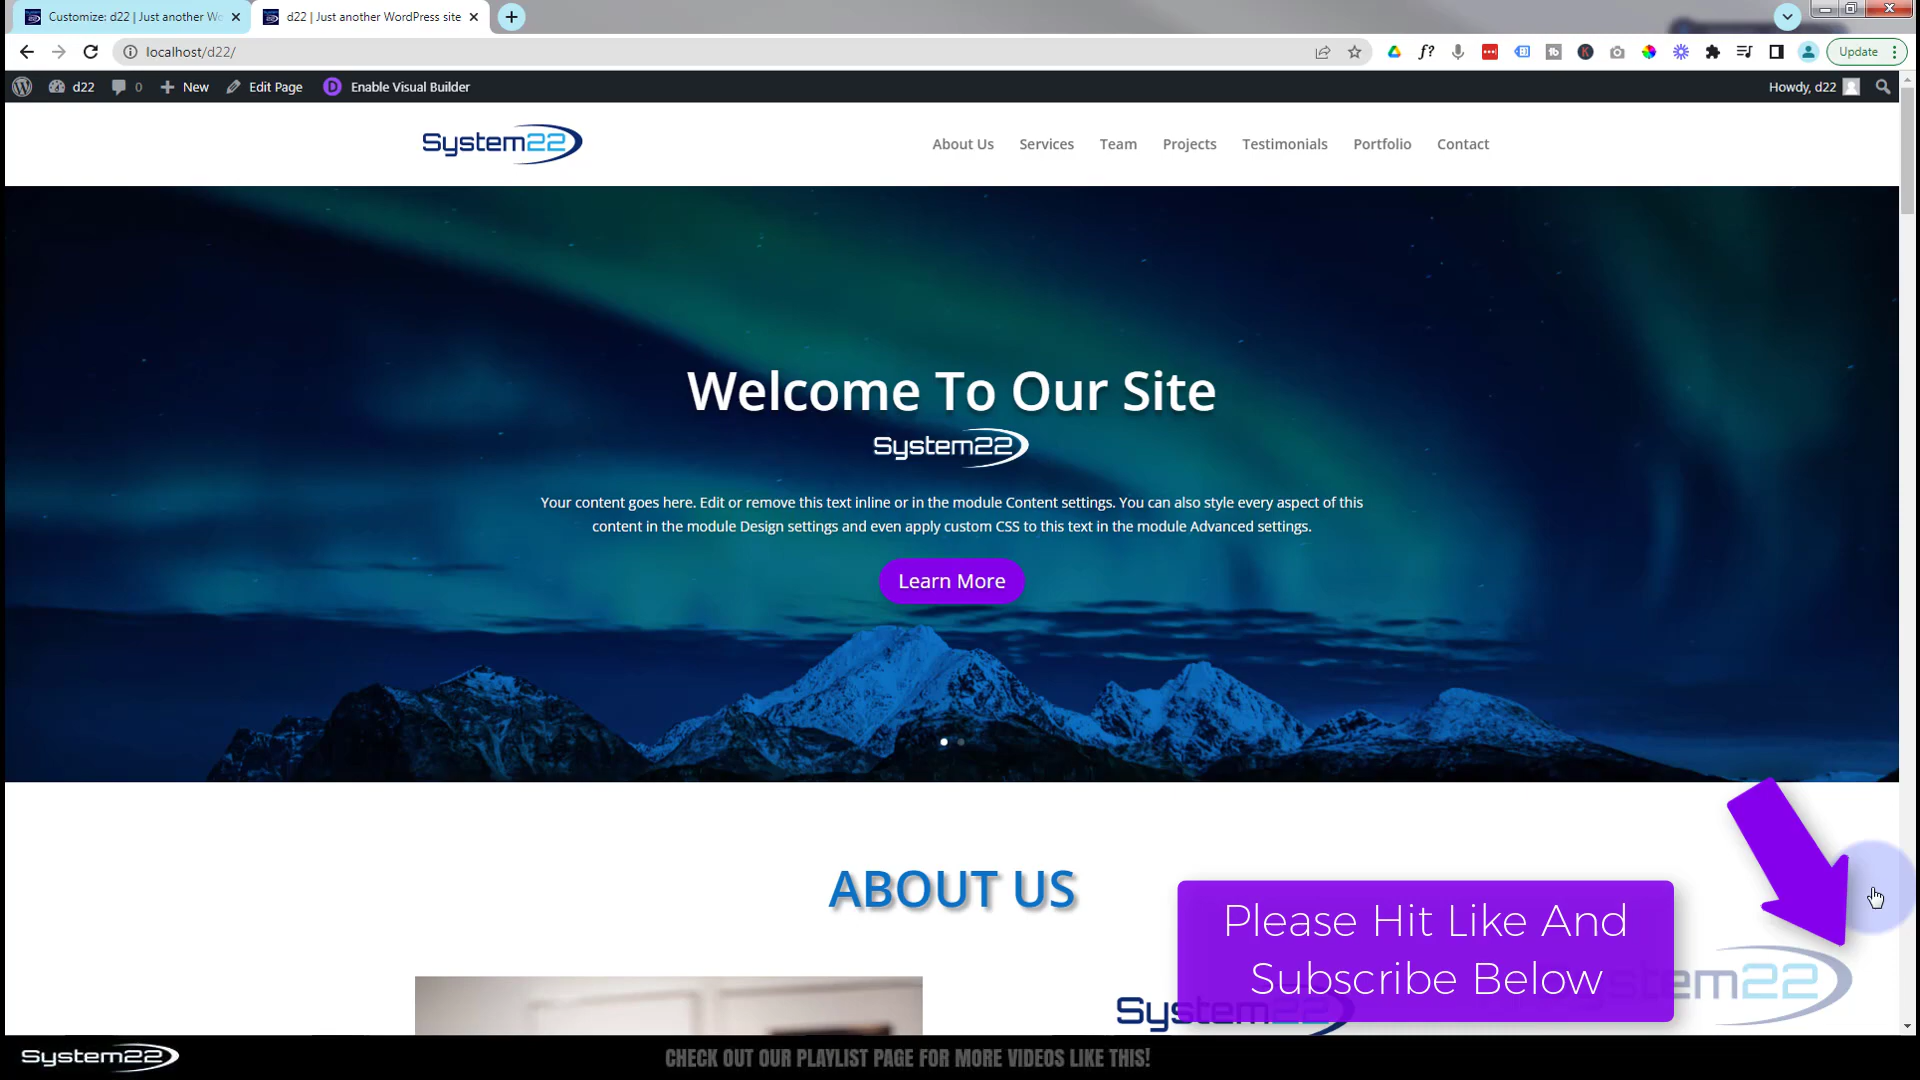 Customize: d22 | Just another Wo
d22 | Just another WordPress site
localhost/d22/
Update
d22
0
New
Edit Page
D
Enable Visual Builder
Howdy, d22
System22
About Us
Services
Team
Projects
Testimonials
Portfolio
Contact
Welcome To Our Site
System22
Your content goes here. Edit or remove this text inline or in the module Content settings. You can also style every aspect of this
content in the module Design settings and even apply custom CSS to this text in the module Advanced settings.
Learn More
ABOUT US
Please Hit Like And
Subscribe Below
System22
System22
CHECK OUT OUR PLAYLIST PAGE FOR MORE VIDEOS LIKE THIS!